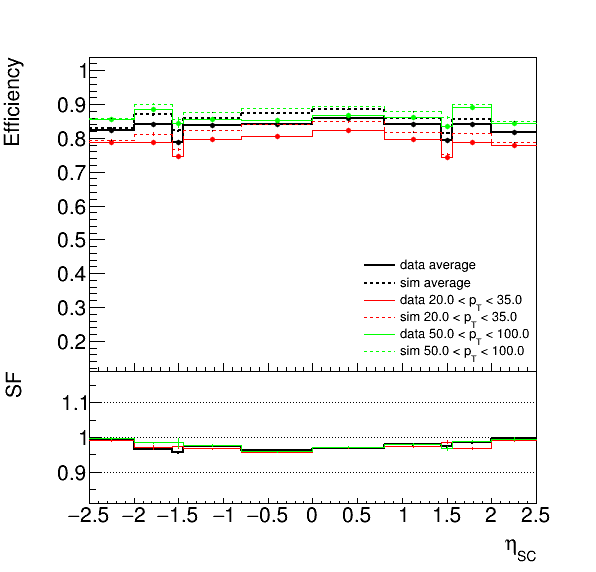 Efficiency
1
0.9
0.8
0.7
0.6
0.5
0.4
0.3
0.2
data average
sim average
data 20.0 < p_T < 35.0
sim 20.0 < p_T < 35.0
data 50.0 < p_T < 100.0
sim 50.0 < p_T < 100.0
SF
1.1
1
0.9
−2.5 −2 −1.5 −1 −0.5 0 0.5 1 1.5 2 2.5
η_SC